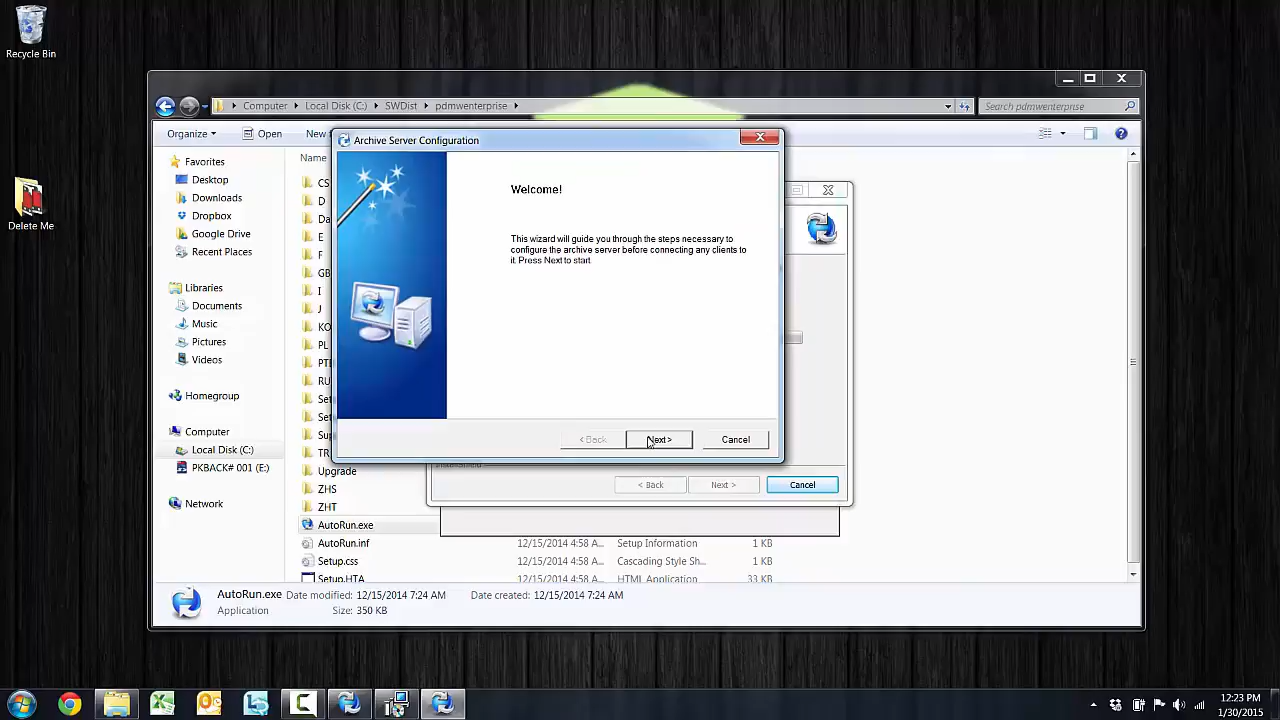 Recycle Bin
Delete Me
Computer
Local Disk (C:)
SWDist
pdmwenterprise
Search pdmwenterprise
Organize
Open
New
Archive Server Configuration
Welcome!
This wizard will guide you through the steps necessary to
configure the archive server before connecting any clients to
it. Press Next to start.
< Back
Next >
Cancel
Favorites
Desktop
Downloads
Dropbox
Google Drive
Recent Places
Libraries
Documents
Music
Pictures
Videos
Homegroup
Computer
Local Disk (C:)
PKBACK# 001 (E:)
Network
Name
CS
D
Da
E
F
GB
I
J
KO
PL
PT
RU
Set
Set
Sup
TR
Upgrade
ZHS
ZHT
AutoRun.exe
AutoRun.inf 12/15/2014 4:58 A... Setup Information 1 KB
Setup.css 12/15/2014 4:58 A... Cascading Style Sh... 1 KB
Setup.HTA 12/15/2014 4:58 A... HTML Application 33 KB
< Back
Next >
Cancel
AutoRun.exe Date modified: 12/15/2014 7:24 AM Date created: 12/15/2014 7:24 AM
Application Size: 350 KB
12:23 PM
1/30/2015